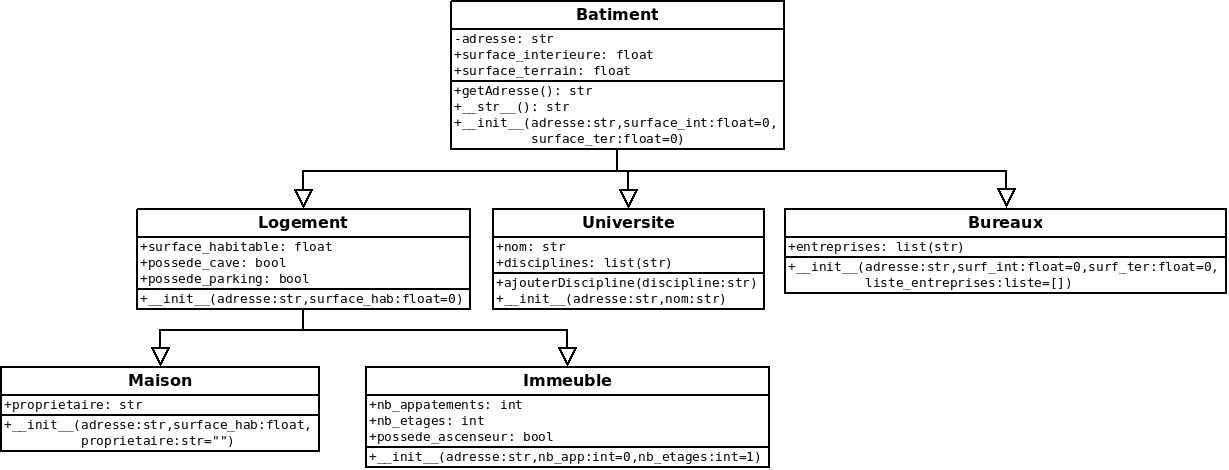 Batiment
-adresse: str
+surface_interieure: float
+surface_terrain: float
+getAdresse(): str
+__str__(): str
+__init__(adresse:str,surface_int:float=0,
surface_ter:float=0)
Logement
+surface_habitable: float
+possede_cave: bool
+possede_parking: bool
+__init__(adresse:str,surface_hab:float=0)
Universite
+nom: str
+disciplines: list(str)
+ajouterDiscipline(discipline:str)
+__init__(adresse:str,nom:str)
Bureaux
+entreprises: list(str)
+__init__(adresse:str,surf_int:float=0,surf_ter:float=0,
liste_entreprises:liste=[])
Maison
+proprietaire: str
+__init__(adresse:str,surface_hab:float,
proprietaire:str="")
Immeuble
+nb_appatements: int
+nb_etages: int
+possede_ascenseur: bool
+__init__(adresse:str,nb_app:int=0,nb_etages:int=1)